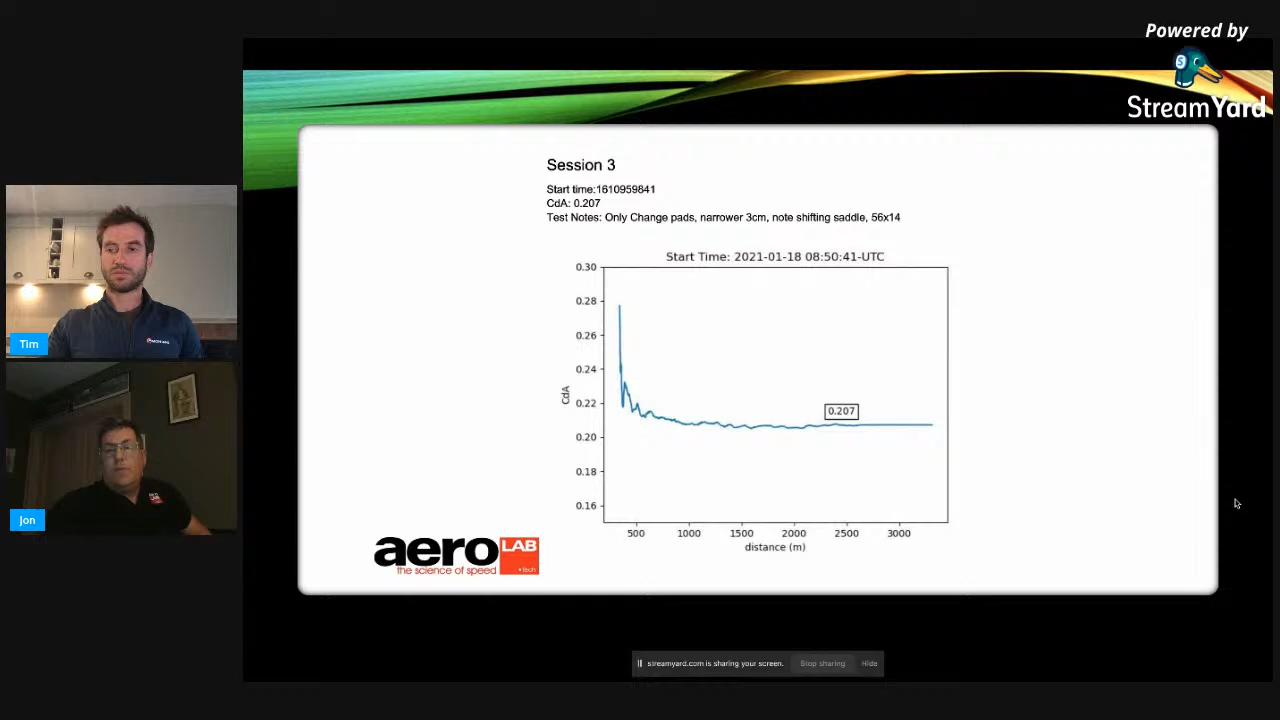 Powered by
StreamYard
Session 3
Start time:1610959841
CdA: 0.207
Test Notes: Only Change pads, narrower 3cm, note shifting saddle, 56x14
Start Time: 2021-01-18 08:50:41-UTC
0.30
0.28
0.26
0.24
0.22
0.20
0.18
0.16
CdA
0.207
500 1000 1500 2000 2500 3000
distance (m)
aero LAB
the science of speed • tech
Tim
Jon
streamyard.com is sharing your screen. Stop sharing Hide